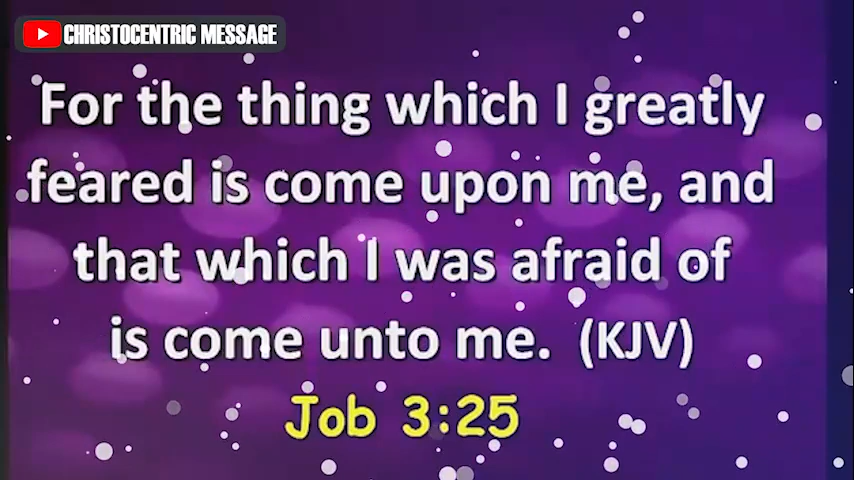 CHRISTOCENTRIC MESSAGE
For the thing which I greatly
feared is come upon me, and
that which I was afraid of
is come unto me. (KJV)
Job 3:25